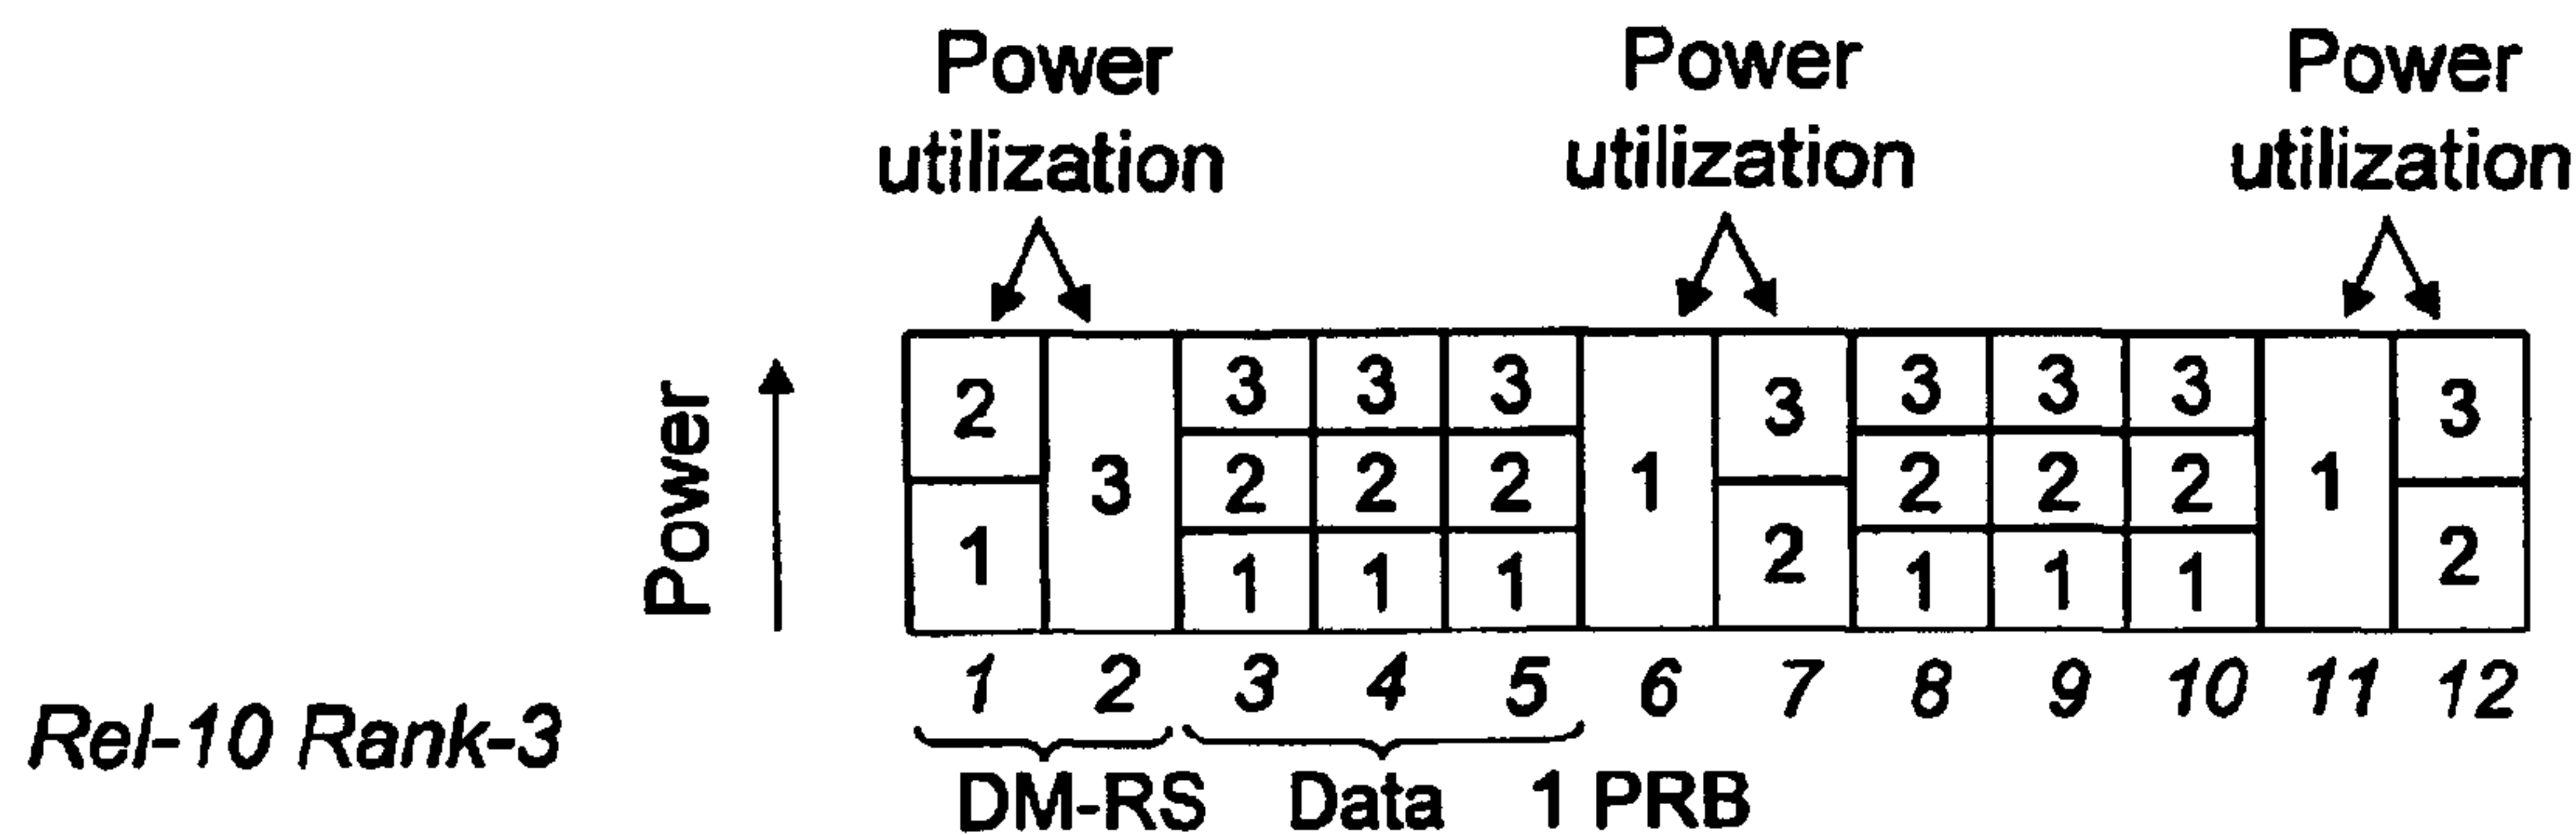 Power utilization
Power utilization
Power utilization
Power
2 3 3 3 3 1 3 3 3 3 1 3
2 2 2 2 2 2
1 1 1 1 2 1 1 1 2
1 2 3 4 5 6 7 8 9 10 11 12
Rel-10 Rank-3
DM-RS Data 1 PRB